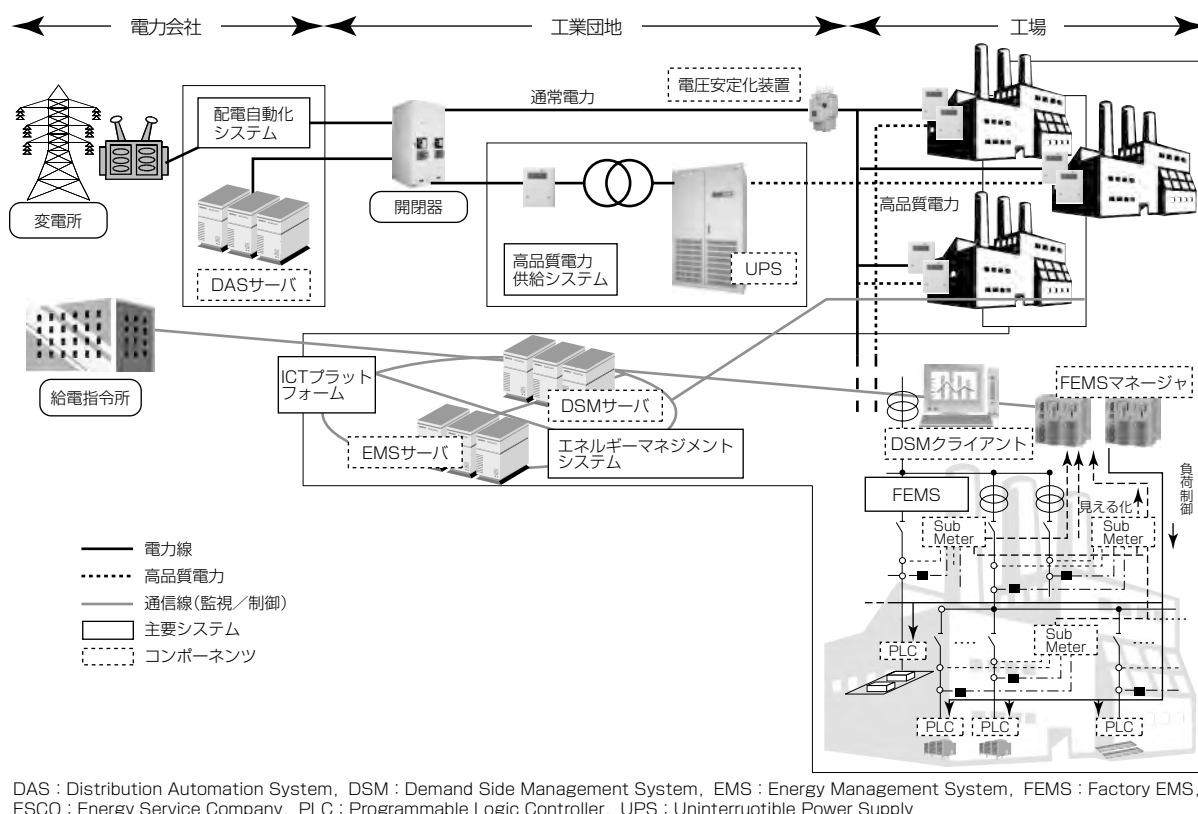 電力会社
工業団地
工場
配電自動化
システム
変電所
DASサーバ
開閉器
通常電力
電圧安定化装置
高品質電力
供給システム
UPS
高品質電力
給電指令所
ICTプラット
フォーム
DSMサーバ
EMSサーバ
エネルギーマネジメント
システム
DSMクライアント
FEMSマネージャ
FEMS
見える化
負荷制御
Sub
Meter
Sub
Meter
Sub
Meter
PLC
PLC
PLC
PLC
電力線
高品質電力
通信線(監視／制御)
主要システム
コンポーネンツ
DAS：Distribution Automation System，DSM：Demand Side Management System，EMS：Energy Management System，FEMS：Factory EMS，
ESCO：Energy Service Company，PLC：Programmable Logic Controller，UPS：Uninterruptible Power Supply